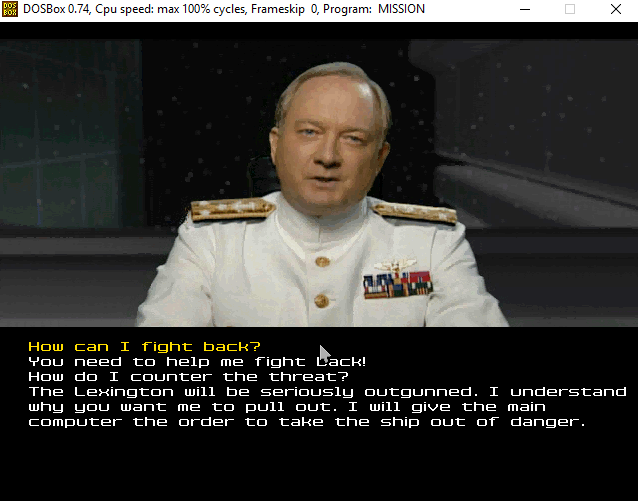 DOS
BOX
DOSBox 0.74, Cpu speed: max 100% cycles, Frameskip 0, Program: MISSION
How can I fight back?
You need to help me fight back!
How do I counter the threat?
The Lexington will be seriously outgunned. I understand
why you want me to pull out. I will give the main
computer the order to take the ship out of danger.